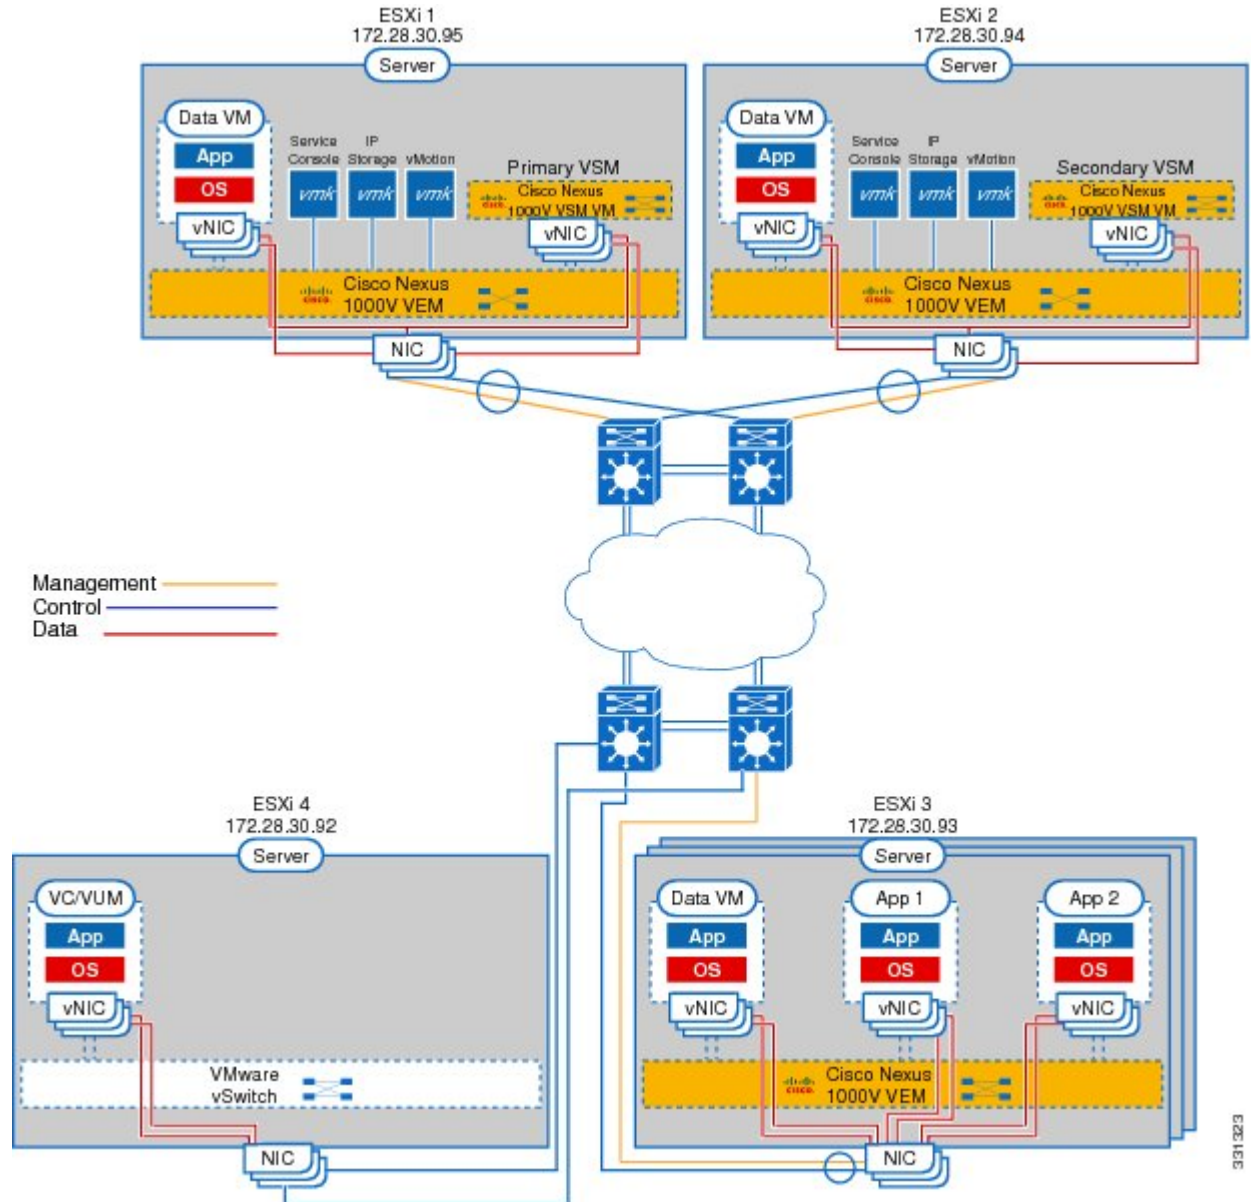 ESXi 1
172.28.30.95
Server
Data VM
App
OS
vNIC
Service
Console
IP
Storage
vMotion
vmk
vmk
vmk
Primary VSM
Cisco Nexus
1000V VSM VM
vNIC
Cisco Nexus
1000V VEM
CISCO
NIC
ESXi 2
172.28.30.94
Server
Data VM
App
OS
vNIC
Service
Console
IP
Storage
vMotion
vmk
vmk
vmk
Secondary VSM
Cisco Nexus
1000V VSM VM
vNIC
Cisco Nexus
1000V VEM
CISCO
NIC
Management
Control
Data
ESXi 4
172.28.30.92
Server
VC/VUM
App
OS
vNIC
VMware
vSwitch
NIC
ESXi 3
172.28.30.93
Server
Data VM
App
OS
vNIC
App 1
App
OS
vNIC
App 2
App
OS
vNIC
Cisco Nexus
1000V VEM
CISCO
NIC
331323